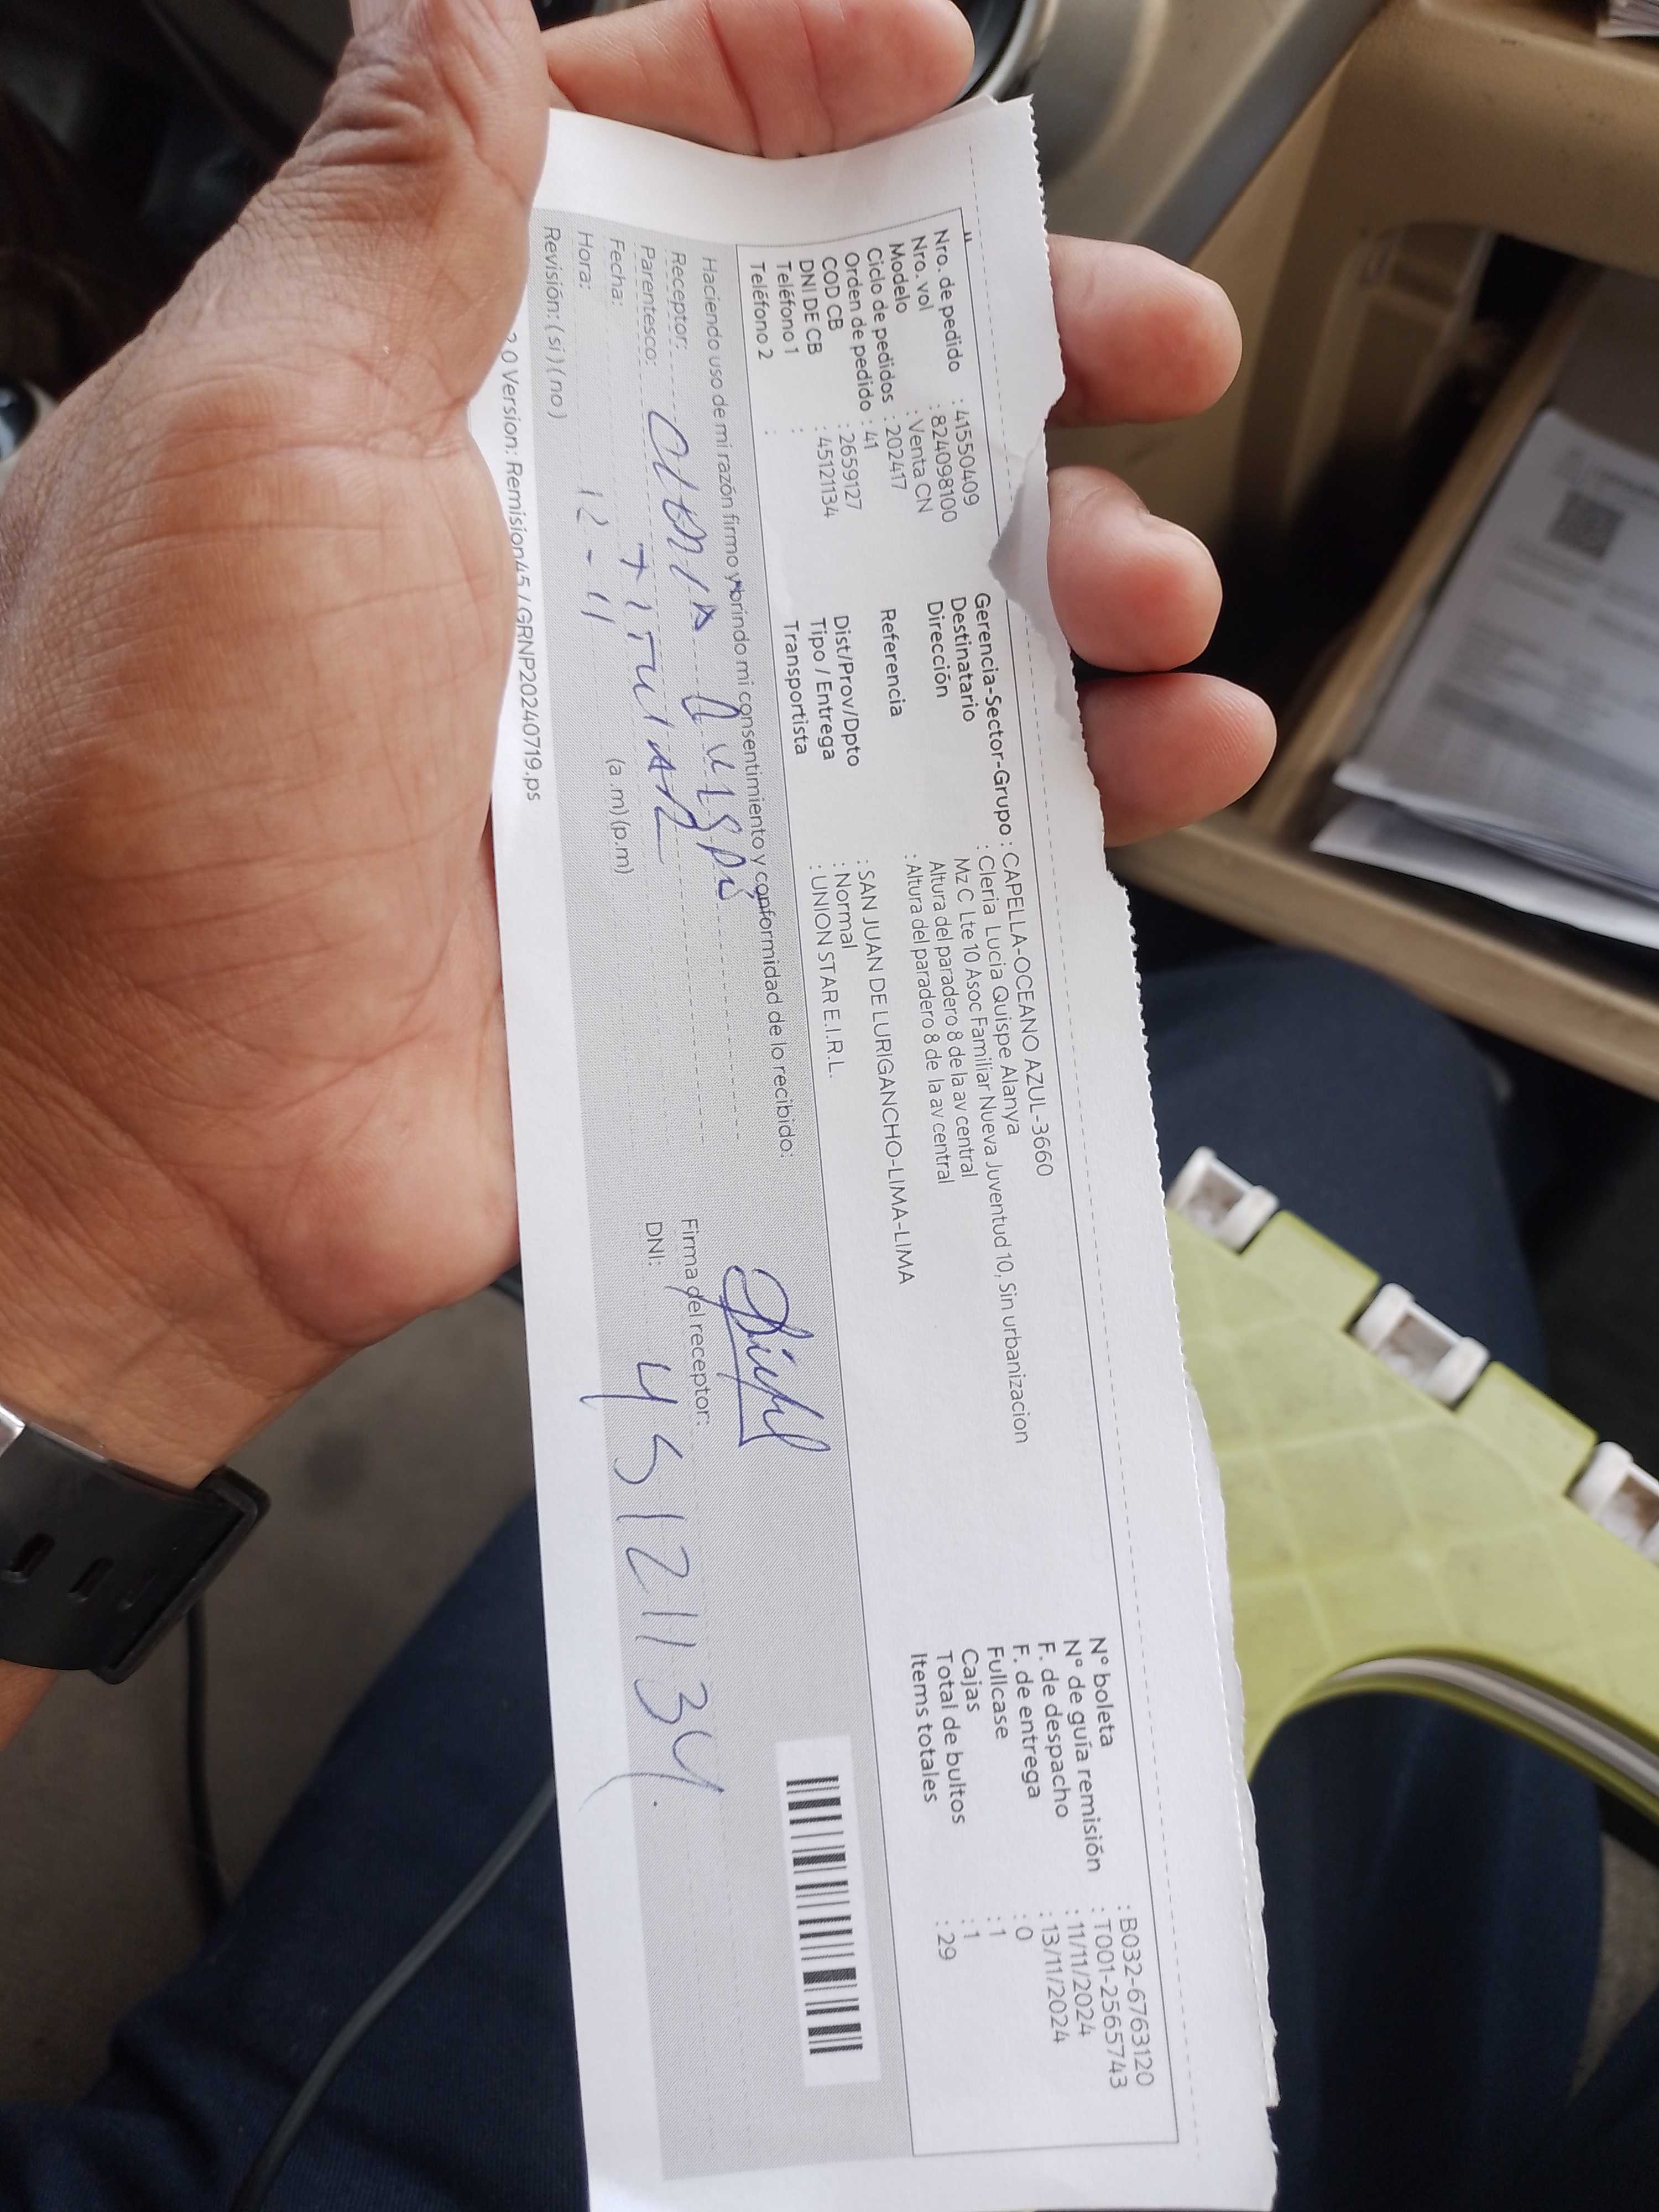 Nro. de pedido : 41550409
Nro. vol : 824098100
Modelo : Venta CN
Ciclo de pedidos : 202417
Orden de pedido : 41
COD CB : 2659127
DNI DE CB : 45121134
Teléfono 1 :
Teléfono 2 :
Gerencia-Sector-Grupo : CAPELLA-OCEANO AZUL-3660
Destinatario : Cleria Lucia Quispe Alanya
Dirección Mz C Lte 10 Asoc Familiar Nueva Juventud 10, Sin urbanizacion
Altura del paradero 8 de la av central
Referencia : Altura del paradero 8 de la av central
Dist/Prov/Dpto : SAN JUAN DE LURIGANCHO-LIMA-LIMA
Tipo / Entrega : Normal
Transportista : UNION STAR E.I.R.L.
N° boleta : B032-6763120
N° de guía remisión : T001-2565743
F. de despacho : 11/11/2024
F. de entrega : 13/11/2024
Fullcase : 0
Cajas : 1
Total de bultos : 1
Items totales : 29
Haciendo uso de mi razón firmo y brindo mi consentimiento y conformidad de lo recibido:
Receptor: Quispe
Parentesco: TITULAR
Fecha:
Hora: 12-11 (a.m) (p.m)
Revisión: (si) (no)
Firma del receptor:
DNI: 45121134.
2.0 Version: Remision45 / GRNP20240719.ps